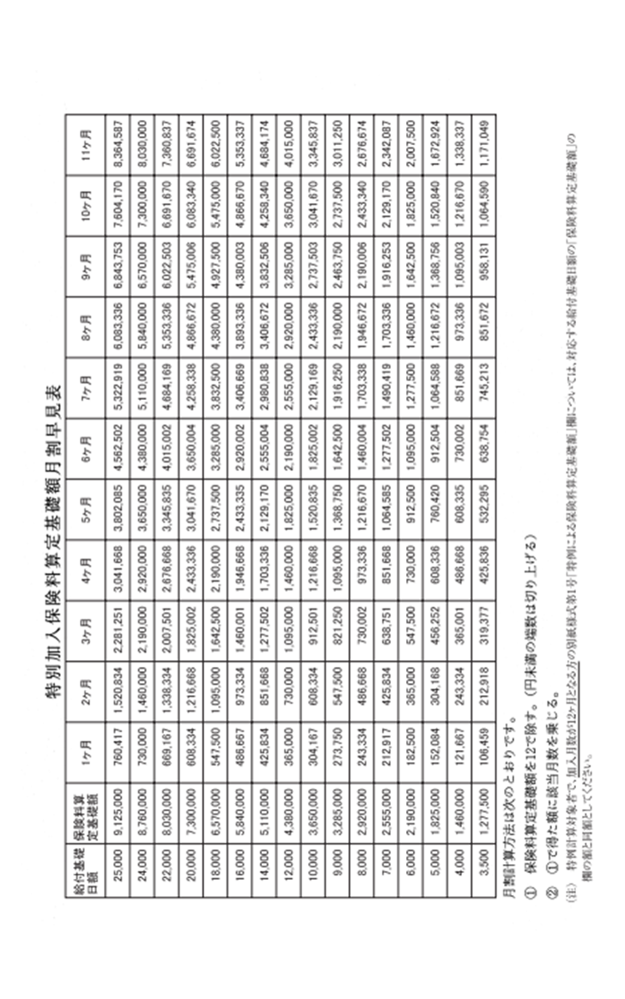 特別加入保険料算定基礎額月割早見表
給付基礎日額 保険料算定基礎額 1ヶ月 2ヶ月 3ヶ月 4ヶ月 5ヶ月 6ヶ月 7ヶ月 8ヶ月 9ヶ月 10ヶ月 11ヶ月
25,000 9,125,000 760,417 1,520,834 2,281,251 3,041,668 3,802,085 4,562,502 5,322,919 6,083,336 6,843,753 7,604,170 8,364,587
24,000 8,760,000 730,000 1,460,000 2,190,000 2,920,000 3,650,000 4,380,000 5,110,000 5,840,000 6,570,000 7,300,000 8,030,000
22,000 8,030,000 669,167 1,338,334 2,007,501 2,676,668 3,345,835 4,015,002 4,684,169 5,353,336 6,022,503 6,691,670 7,360,837
20,000 7,300,000 608,334 1,216,668 1,825,002 2,433,336 3,041,670 3,650,004 4,258,338 4,866,672 5,475,006 6,083,340 6,691,674
18,000 6,570,000 547,500 1,095,000 1,642,500 2,190,000 2,737,500 3,285,000 3,832,500 4,380,000 4,927,500 5,475,000 6,022,500
16,000 5,840,000 486,667 973,334 1,460,001 1,946,668 2,433,335 2,920,002 3,406,669 3,893,336 4,380,003 4,866,670 5,353,337
14,000 5,110,000 425,834 851,668 1,277,502 1,703,336 2,129,170 2,555,004 2,980,838 3,406,672 3,832,506 4,258,340 4,684,174
12,000 4,380,000 365,000 730,000 1,095,000 1,460,000 1,825,000 2,190,000 2,555,000 2,920,000 3,285,000 3,650,000 4,015,000
10,000 3,650,000 304,167 608,334 912,501 1,216,668 1,520,835 1,825,002 2,129,169 2,433,336 2,737,503 3,041,670 3,345,837
9,000 3,285,000 273,750 547,500 821,250 1,095,000 1,368,750 1,642,500 1,916,250 2,190,000 2,463,750 2,737,500 3,011,250
8,000 2,920,000 243,334 486,668 730,002 973,336 1,216,670 1,460,004 1,703,338 1,946,672 2,190,006 2,433,340 2,676,674
7,000 2,555,000 212,917 425,834 638,751 851,668 1,064,585 1,277,502 1,490,419 1,703,336 1,916,253 2,129,170 2,342,087
6,000 2,190,000 182,500 365,000 547,500 730,000 912,500 1,095,000 1,277,500 1,460,000 1,642,500 1,825,000 2,007,500
5,000 1,825,000 152,084 304,168 456,252 608,336 760,420 912,504 1,064,588 1,216,672 1,368,756 1,520,840 1,672,924
4,000 1,460,000 121,667 243,334 365,001 486,668 608,335 730,002 851,669 973,336 1,095,003 1,216,670 1,338,337
3,500 1,277,500 106,459 212,918 319,377 425,836 532,295 638,754 745,213 851,672 958,131 1,064,590 1,171,049
月割計算方法は次のとおりです。
① 保険料算定基礎額を12で除す。(円未満の端数は切り上げる)
② ①で得た額に該当月数を乗じる。
(注) 特例計算対象者で、加入月数が12ヶ月となる方の別紙様式第1号「特例による保険料算定基礎額」欄については、対応する給付基礎日額の「保険料算定基礎額」の
欄の額と同額としてください。